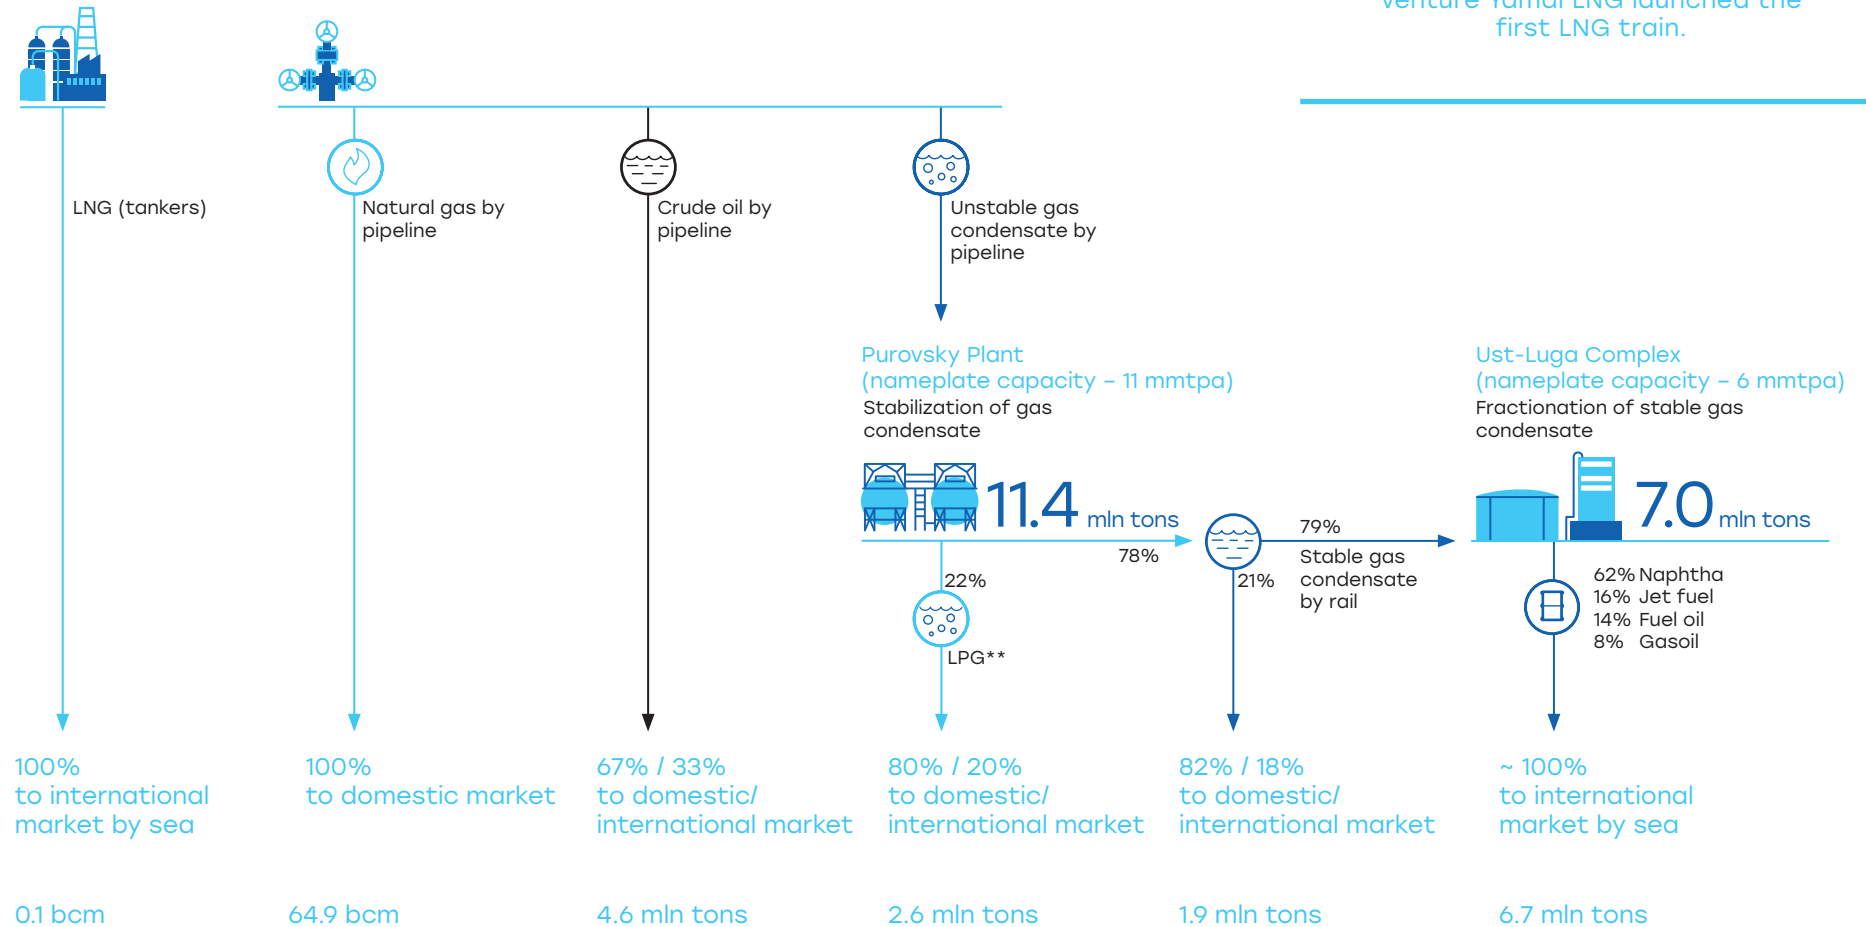 venture Yamal LNG launched the
first LNG train.
LNG (tankers)
Natural gas by
pipeline
Crude oil by
pipeline
Unstable gas
condensate by
pipeline
Purovsky Plant
(nameplate capacity – 11 mmtpa)
Stabilization of gas
condensate
11.4 mln tons
78%
22%
LPG**
21%
79%
Stable gas
condensate
by rail
Ust-Luga Complex
(nameplate capacity – 6 mmtpa)
Fractionation of stable gas
condensate
7.0 mln tons
62% Naphtha
16% Jet fuel
14% Fuel oil
8% Gasoil
100%
to international
market by sea
100%
to domestic market
67% / 33%
to domestic/
international market
80% / 20%
to domestic/
international market
82% / 18%
to domestic/
international market
~ 100%
to international
market by sea
0.1 bcm
64.9 bcm
4.6 mln tons
2.6 mln tons
1.9 mln tons
6.7 mln tons